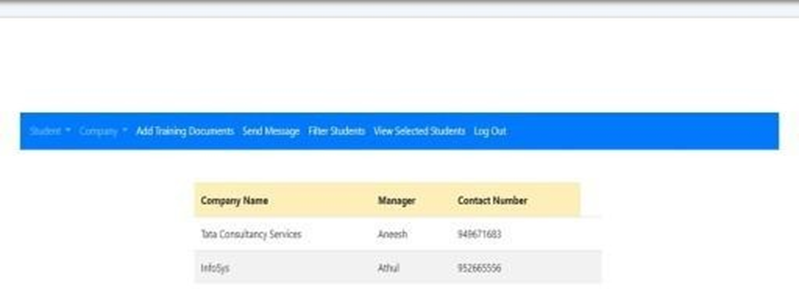 Student Company Add Training Documents Send Message Filter Students View Selected Students Log Out
Company Name Manager Contact Number
Tata Consultancy Services Aneesh 949671683
InfoSys Athul 952665556